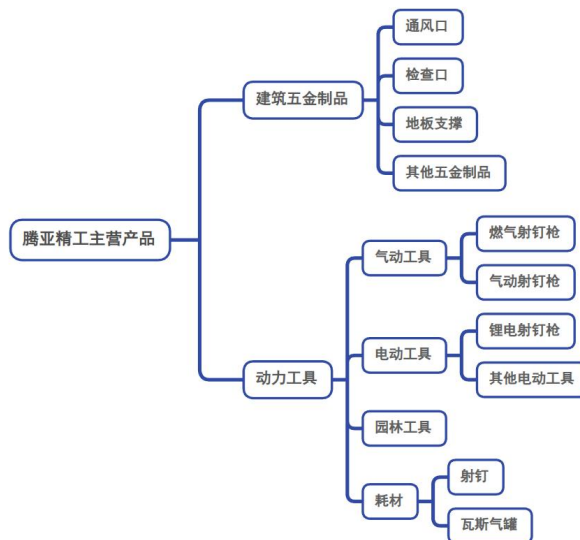 腾亚精工主营产品
建筑五金制品
通风口
检查口
地板支撑
其他五金制品
动力工具
气动工具
燃气射钉枪
气动射钉枪
电动工具
锂电射钉枪
其他电动工具
园林工具
耗材
射钉
瓦斯气罐